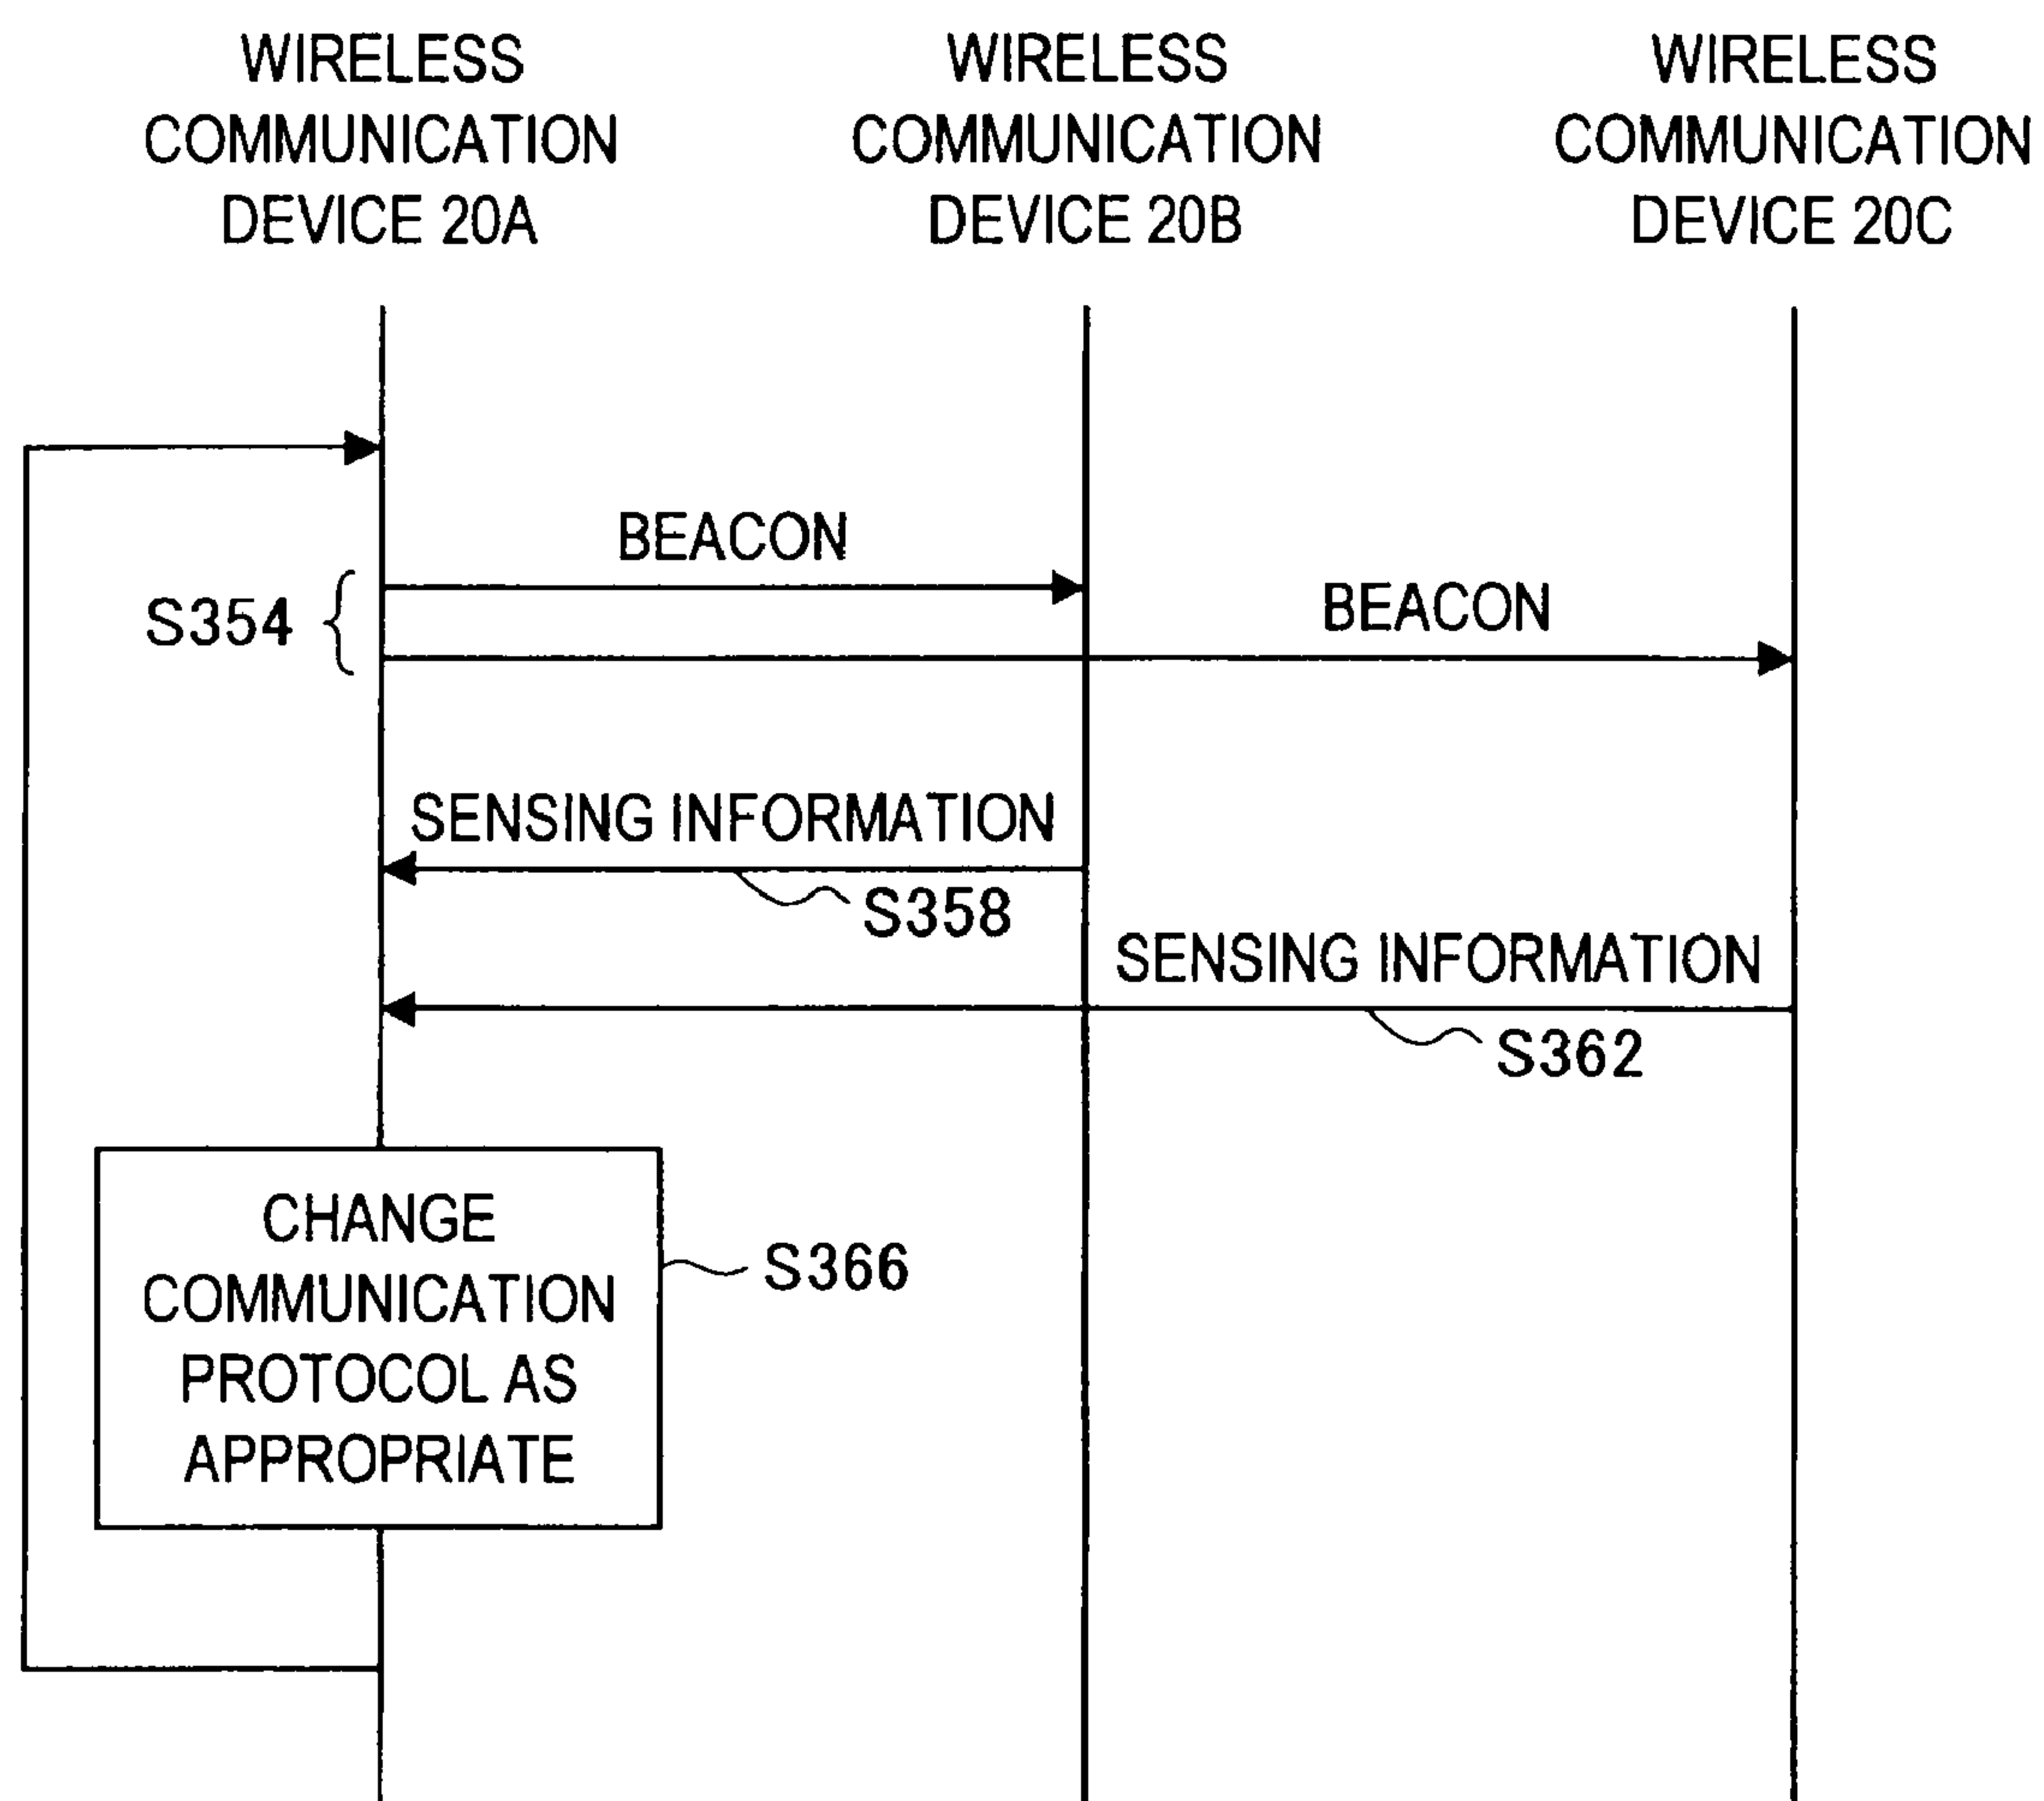 WIRELESS
COMMUNICATION
DEVICE 20A
WIRELESS
COMMUNICATION
DEVICE 20B
WIRELESS
COMMUNICATION
DEVICE 20C
BEACON
BEACON
S354
SENSING INFORMATION
S358
SENSING INFORMATION
S362
CHANGE
COMMUNICATION
PROTOCOL AS
APPROPRIATE
S366